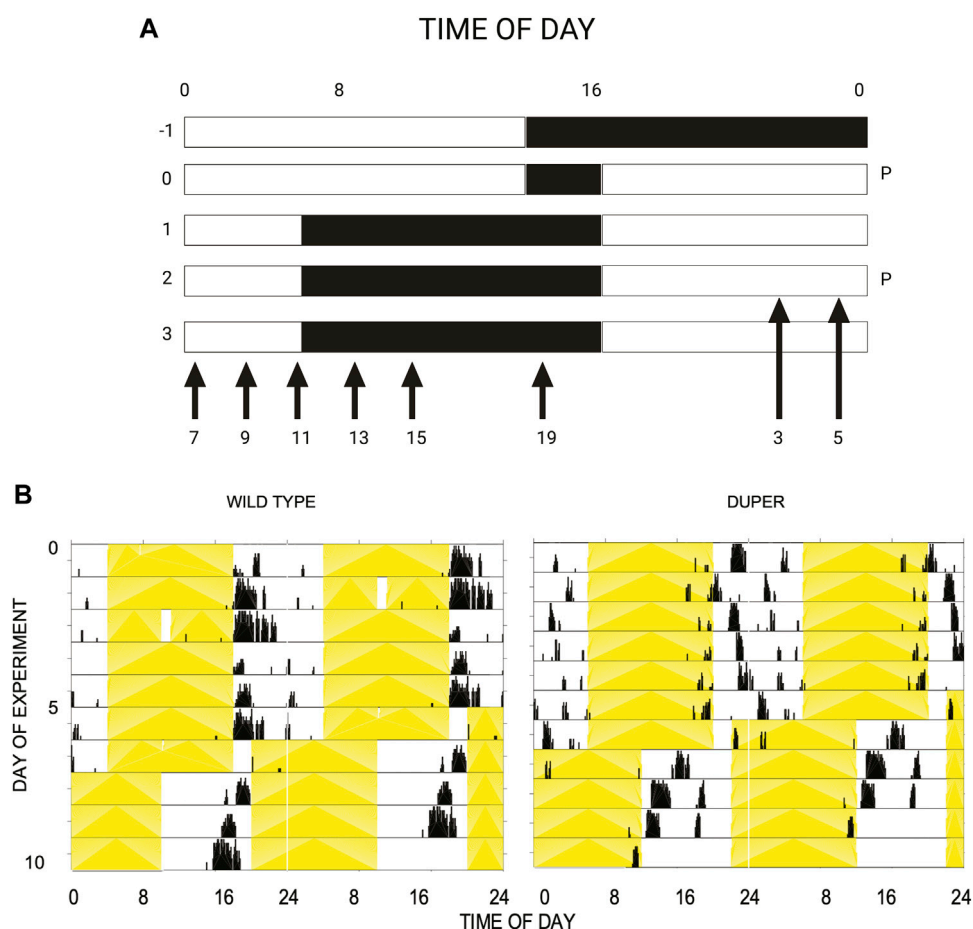 A TIME OF DAY
0 8 16 0
-1
0 P
1
2 P
3
7 9 11 13 15 19 3 5
B
WILD TYPE DUPER
DAY OF EXPERIMENT
0
5
10
8 16 24 8 16 24 0 8 16 24 8 16 24
TIME OF DAY